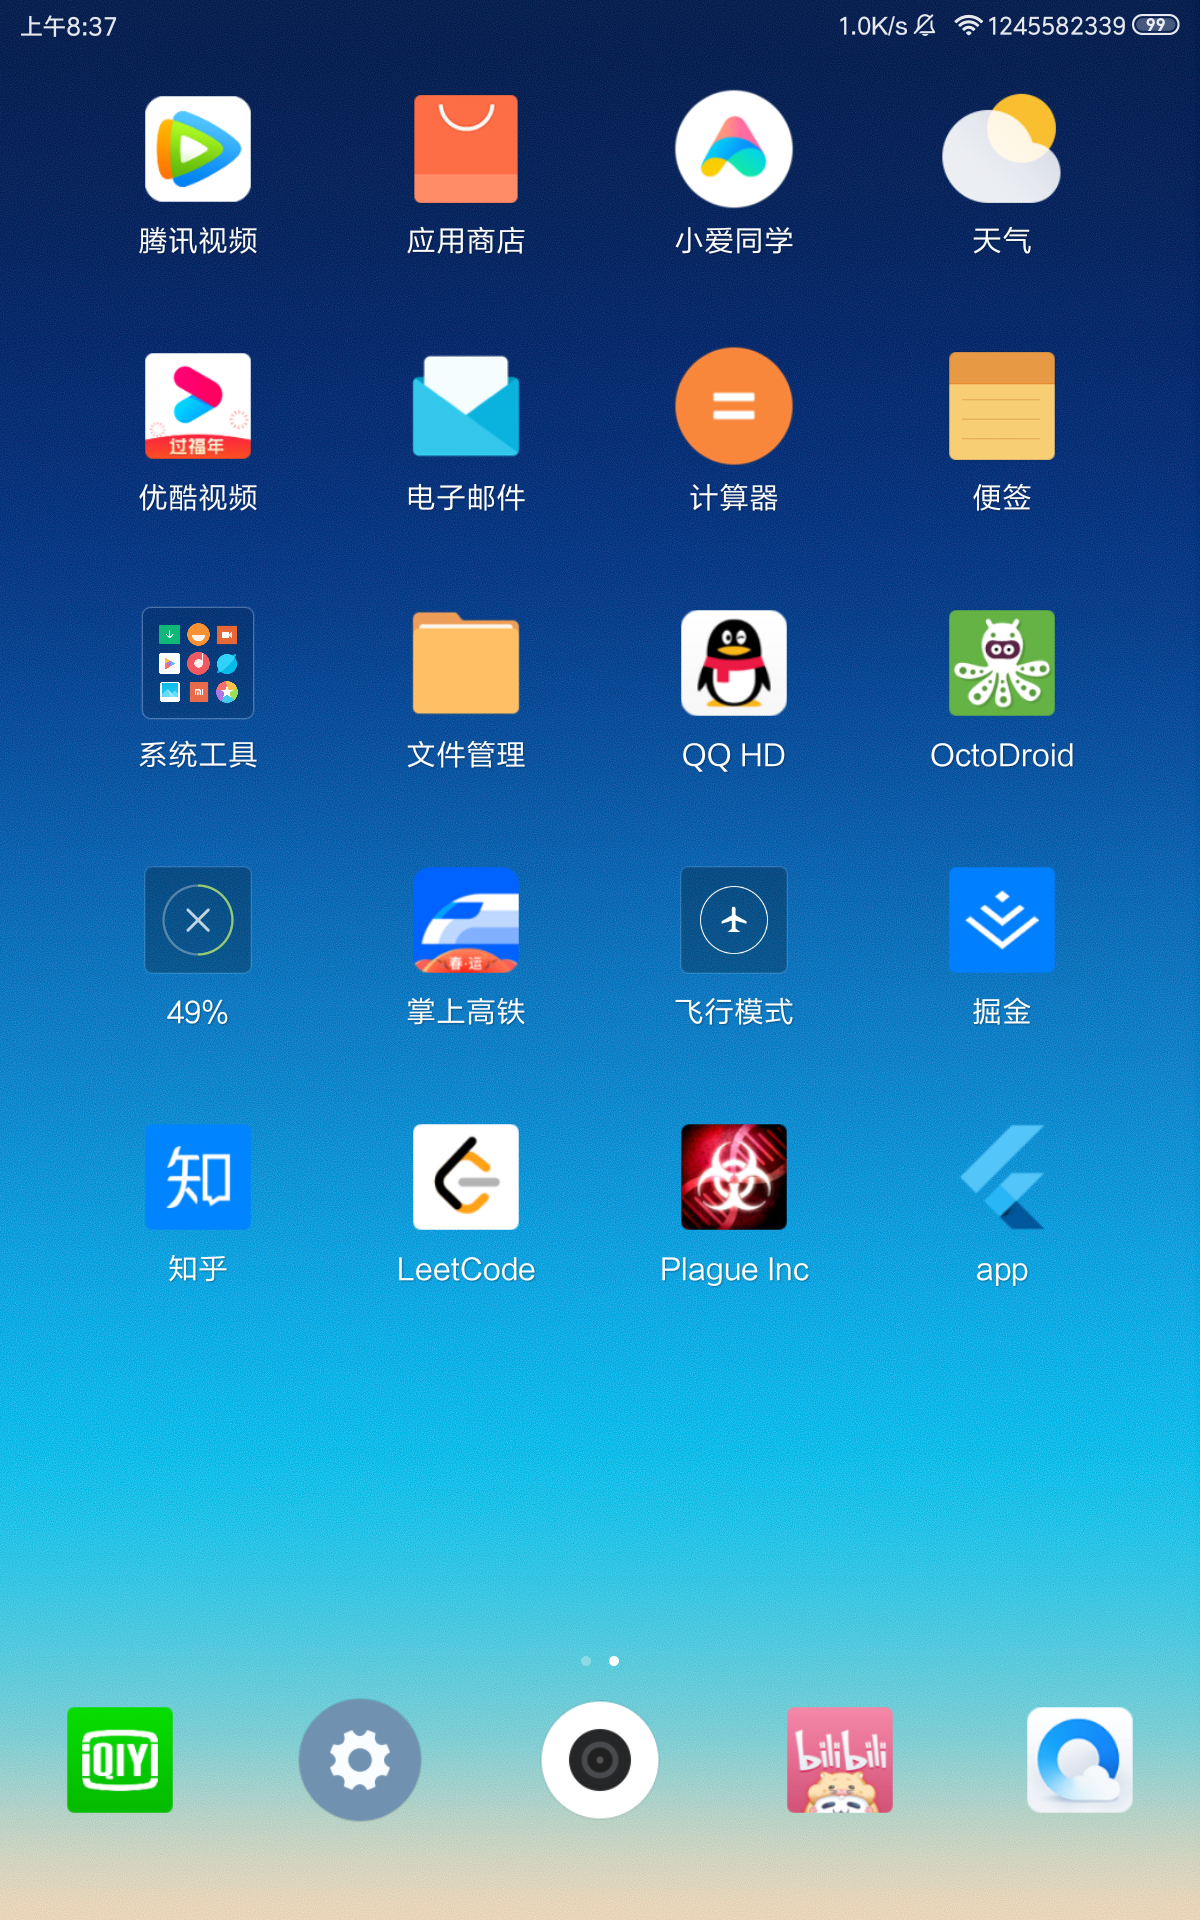 上午8:37
1.0K/s
1245582339
99
腾讯视频
应用商店
小爱同学
天气
过福年
优酷视频
电子邮件
计算器
便签
系统工具
文件管理
QQ HD
OctoDroid
春·运
49%
掌上高铁
飞行模式
掘金
知
知乎
LeetCode
Plague Inc
app
iQIYI
bilibili